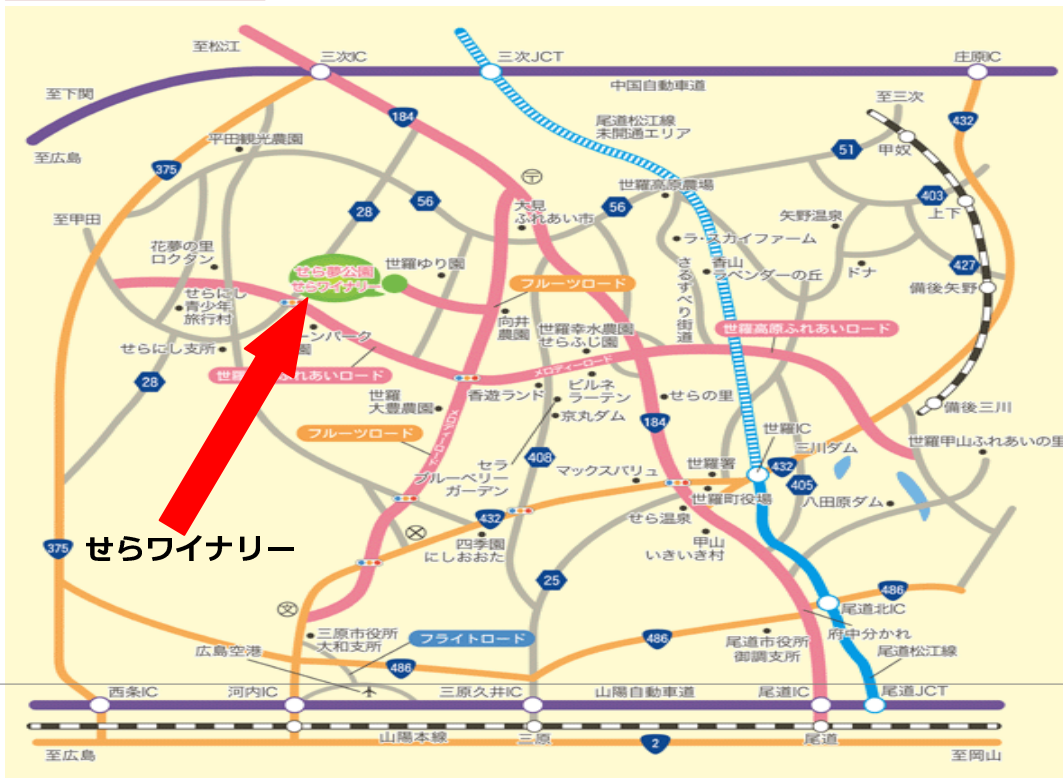 至松江
三次IC
三次JCT
庄原IC
至下関
中国自動車道
至三次
184
尾道松江線
未開通エリア
432
平田観光農園
51
甲奴
至広島
375
世羅高原農場
403
28
56
大見
ふれあい市
56
矢野温泉
上下
至甲田
ラ・スカイファーム
花夢の里
ロクタン
せら夢公園
せらワイナリー
世羅ゆり園
さるすべり街道
香山
ラベンダーの丘
ドナ
427
フルーツロード
備後矢野
せらにし
青少年
旅行村
向井
農園
世羅幸水農園
せらふじ園
世羅高原ふれあいロード
せらにし支所
ーンパーク
園
メロディーロード
世羅
ふれあいロード
28
香遊ランド
ビルネ
ラーテン
せらの里
世羅
大豊農園
京丸ダム
備後三川
メロディーロード
184
世羅IC
フルーツロード
三川ダム
世羅甲山ふれあいの里
408
セラ
ブルーベリー
ガーデン
マックスバリュ
世羅署
432
405
世羅町役場
八田原ダム
432
せら温泉
375
せらワイナリー
四季園
にしおおた
甲山
いきいき村
25
486
尾道北IC
三原市役所
大和支所
フライトロード
486
尾道市役所
御調支所
府中分かれ
広島空港
486
尾道松江線
西条IC
河内IC
三原久井IC
山陽自動車道
尾道IC
尾道JCT
山陽本線
三原
尾道
至広島
2
至岡山